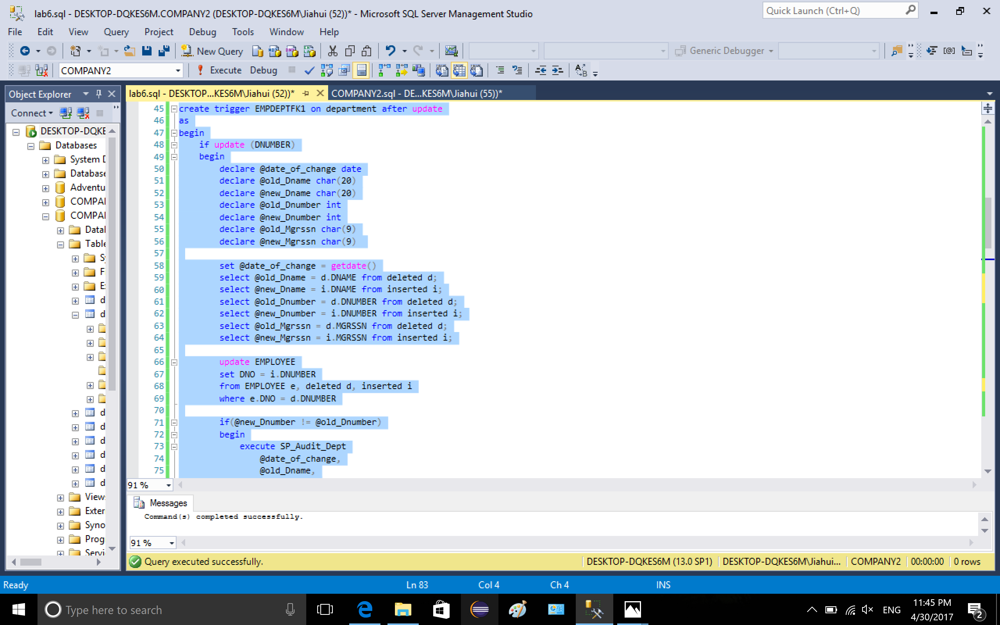 lab6.sql - DESKTOP-DQKES6M.COMPANY2 (DESKTOP-DQKES6M\Jiahui (52))* - Microsoft SQL Server Management Studio
Quick Launch (Ctrl+Q)
File Edit View Query Project Debug Tools Window Help
New Query
Generic Debugger
COMPANY2
Execute Debug
Object Explorer
lab6.sql - DESKTOP...KES6M\Jiahui (52))*
COMPANY2.sql - DE...KES6M\Jiahui (55))*
Connect
DESKTOP-DQKE
Databases
System D
Database
Adventu
COMPA
COMPA
Datal
Table
Sy
F
E
d
d
d
d
d
d
d
d
View
Exter
Syno
Prog
Servi
45 create trigger EMPDEPTFK1 on department after update
46 as
47 begin
48 if update (DNUMBER)
49 begin
50 declare @date_of_change date
51 declare @old_Dname char(20)
52 declare @new_Dname char(20)
53 declare @old_Dnumber int
54 declare @new_Dnumber int
55 declare @old_Mgrssn char(9)
56 declare @new_Mgrssn char(9)
57
58 set @date_of_change = getdate()
59 select @old_Dname = d.DNAME from deleted d;
60 select @new_Dname = i.DNAME from inserted i;
61 select @old_Dnumber = d.DNUMBER from deleted d;
62 select @new_Dnumber = i.DNUMBER from inserted i;
63 select @old_Mgrssn = d.MGRSSN from deleted d;
64 select @new_Mgrssn = i.MGRSSN from inserted i;
65
66 update EMPLOYEE
67 set DNO = i.DNUMBER
68 from EMPLOYEE e, deleted d, inserted i
69 where e.DNO = d.DNUMBER
70
71 if(@new_Dnumber != @old_Dnumber)
72 begin
73 execute SP_Audit_Dept
74 @date_of_change,
75 @old_Dname,
91 %
Messages
Command(s) completed successfully.
91 %
Query executed successfully.
DESKTOP-DQKES6M (13.0 SP1)
DESKTOP-DQKES6M\Jiahui...
COMPANY2
00:00:00
0 rows
Ready
Ln 83
Col 4
Ch 4
INS
Type here to search
ENG
11:45 PM
4/30/2017
2